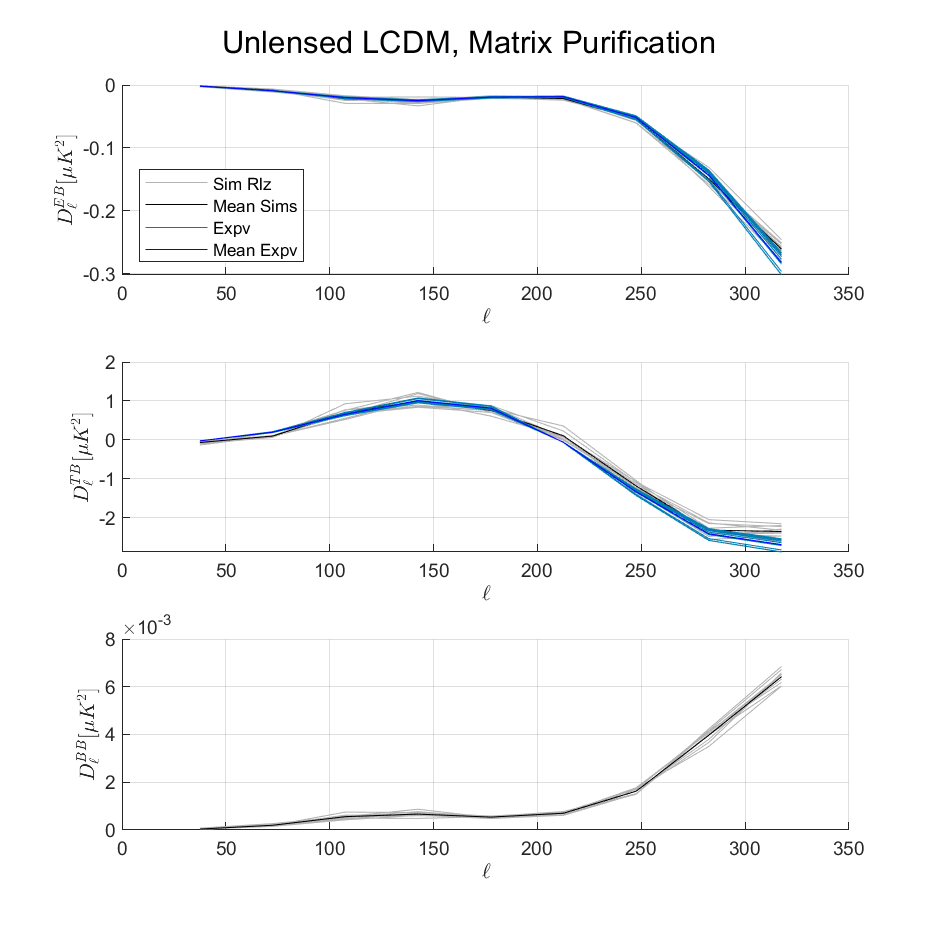 Unlensed LCDM, Matrix Purification
0
-0.1
-0.2
-0.3
D_ℓ^{EB}[μK^2]
Sim Rlz
Mean Sims
Expv
Mean Expv
0 50 100 150 200 250 300 350
ℓ
2
1
0
-1
-2
D_ℓ^{TB}[μK^2]
0 50 100 150 200 250 300 350
ℓ
×10^{-3}
8
6
4
2
0
D_ℓ^{BB}[μK^2]
0 50 100 150 200 250 300 350
ℓ